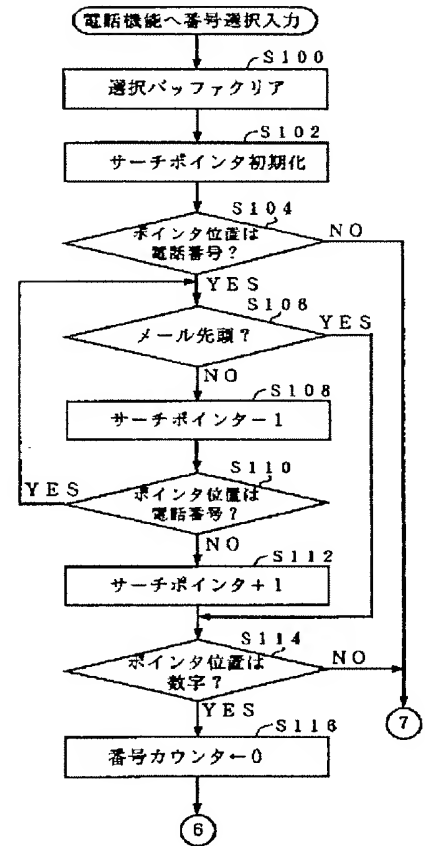 電話機能へ番号選択入力
S100
選択バッファクリア
S102
サーチポインタ初期化
S104
ポインタ位置は
電話番号?
NO
YES
S106
メール先頭?
YES
NO
S108
サーチポインタ-1
S110
ポインタ位置は
電話番号?
YES
NO
S112
サーチポインタ+1
S114
ポインタ位置は
数字?
NO
YES
S116
番号カウンタ←0
7
6